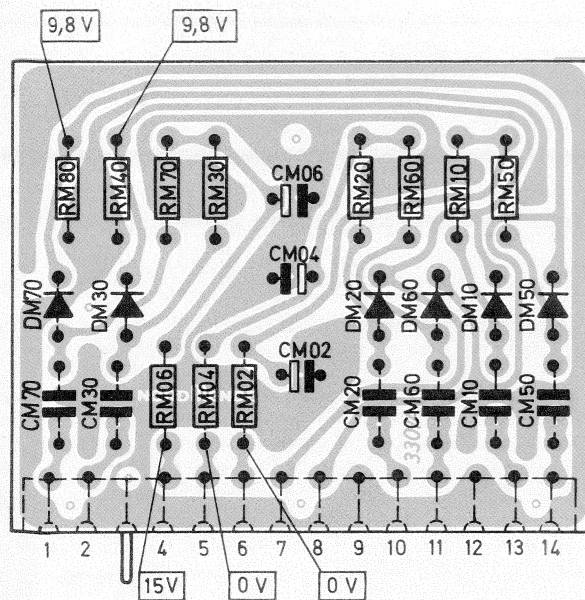 9,8 V
9,8 V
RM80
RM40
RM70
RM30
CM06
RM20
RM60
RM10
RM50
CM04
DM70
DM30
DM20
DM60
DM10
DM50
CM02
CM70
CM30
RM06
RM04
RM02
CM20
CM60
CM10
CM50
330
1 2 4 5 6 7 8 9 10 11 12 13 14
15 V
0 V
0 V